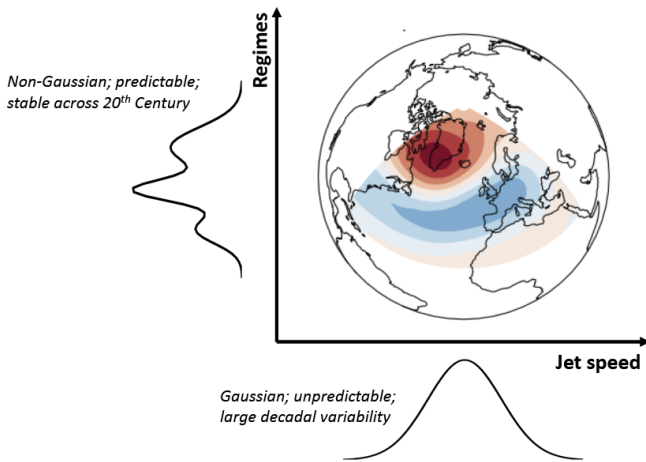 Regimes
Non-Gaussian; predictable;
stable across 20th Century
Jet speed
Gaussian; unpredictable;
large decadal variability